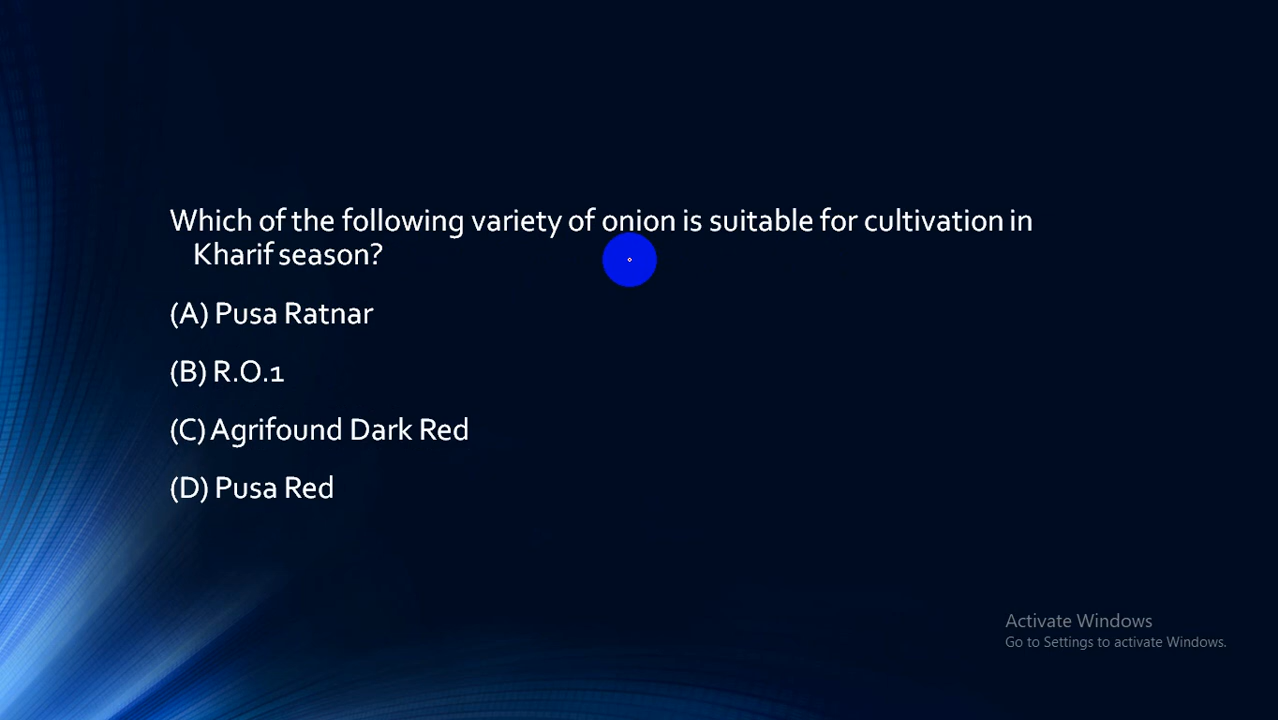 Which of the following variety of onion is suitable for cultivation in
Kharif season?
(A) Pusa Ratnar
(B) R.O.1
(C) Agrifound Dark Red
(D) Pusa Red
Activate Windows
Go to Settings to activate Windows.